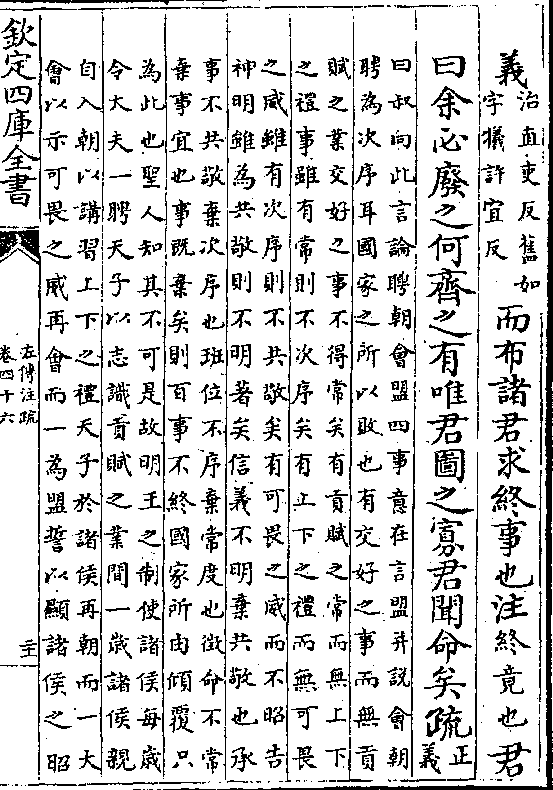 義治直吏反舊如字犧許宜反而布諸君求終事也注終竟也君
曰余必廢之何齊之有唯君圖之寡君聞命矣疏正義
曰叔向此言論聘朝會盟四事意在言盟并說會朝
聘為次序耳國家之所以敗也有交好之事而無貢
賦之業交好之事不得常矣有貢賦之常而無上下
之禮事雖有常則不次序矣有上下之禮而無可畏
之威雖有次序則不共敬矣有可畏之威而不昭告
神明雖為共敬則不明著矣信義不明棄共敬也承
事不共敬棄次序也班位不序棄常度也徵命不常
棄事宜也事既棄矣則百事不終國家所由傾覆只
為此也聖人知其不可是故明王之制使諸侯每歲
令大夫一聘天子以志識貢賦之業間一歲諸侯親
自入朝以講習上下之禮天子於諸侯再朝而一大
會以示可畏之威再會而一為盟誓以顯諸侯之昭
欽定四庫全書
左傳注疏
卷四十六